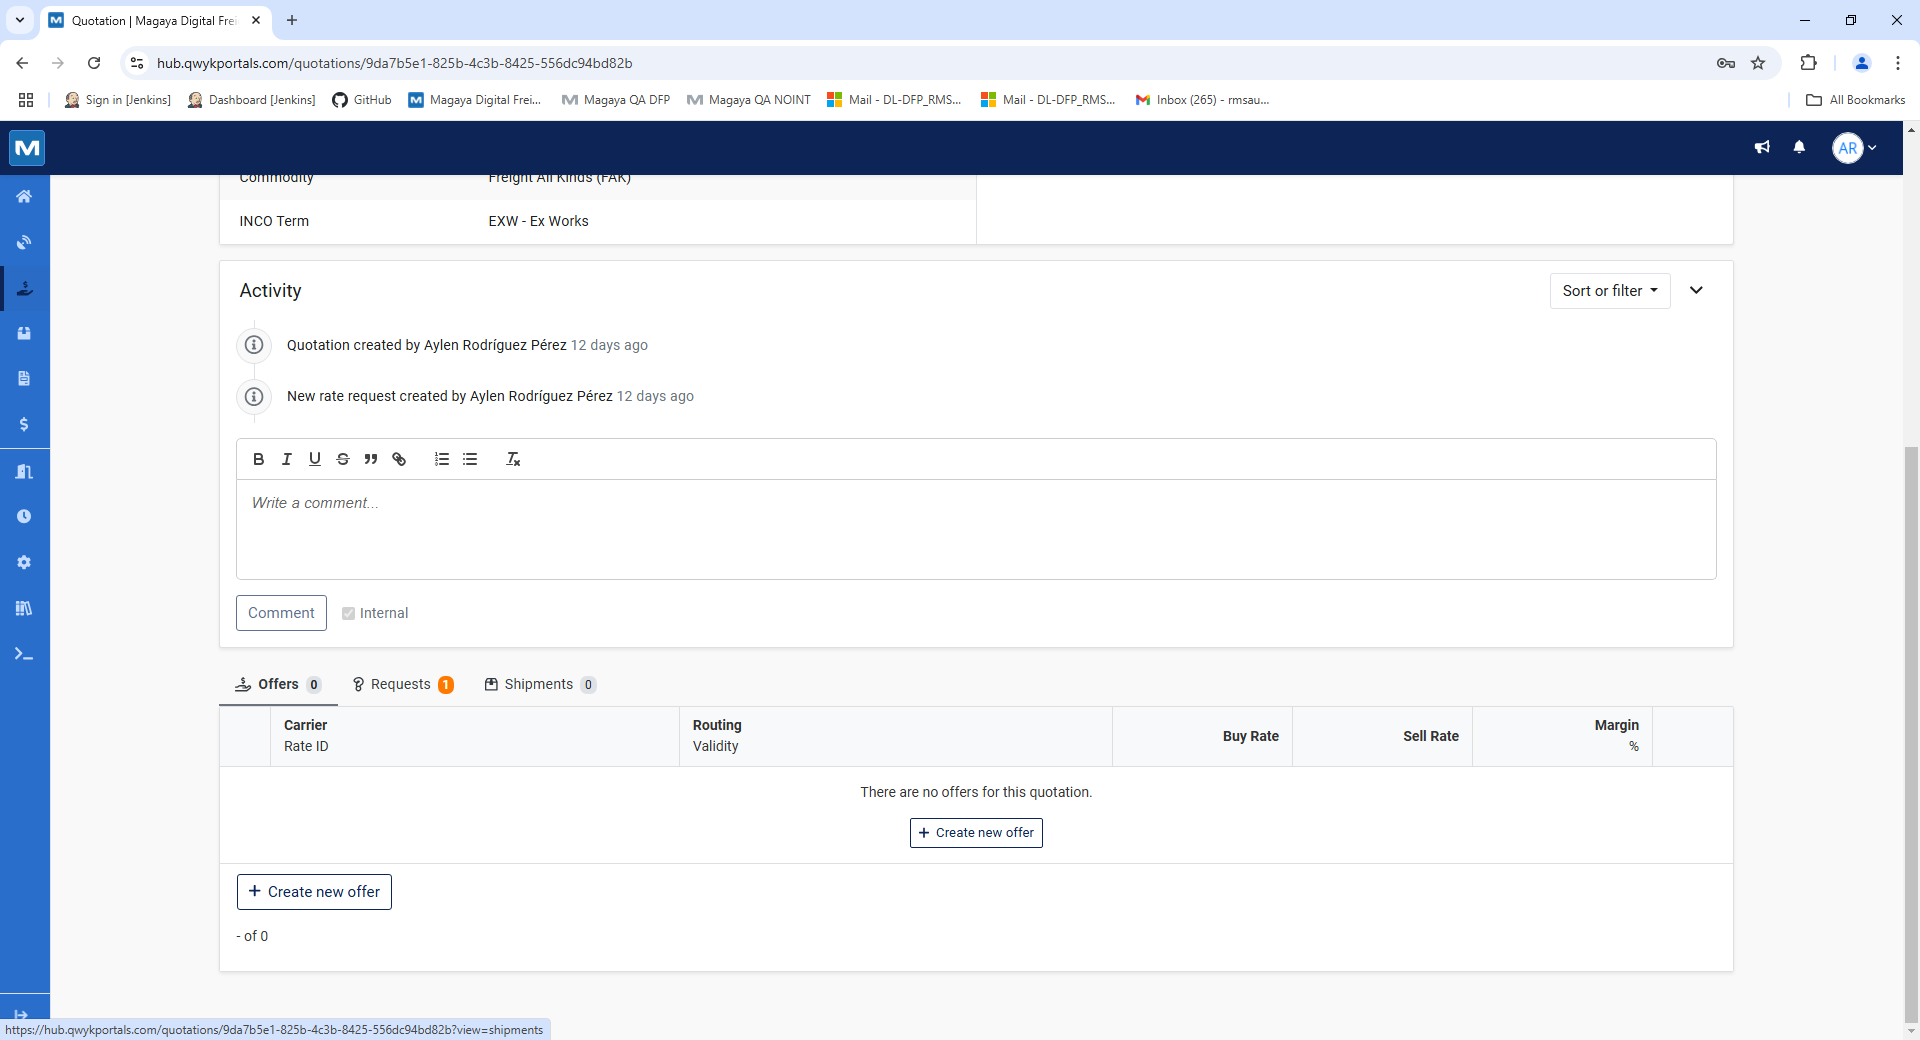 Quotation | Magaya Digital Frei
hub.qwykportals.com/quotations/9da7b5e1-825b-4c3b-8425-556dc94bd82b
Sign in [Jenkins]
Dashboard [Jenkins]
GitHub
Magaya Digital Frei...
Magaya QA DFP
Magaya QA NOINT
Mail - DL-DFP_RMS...
Mail - DL-DFP_RMS...
Inbox (265) - rmsau...
All Bookmarks
AR
Commodity Freight All Kinds (FAK)
INCO Term EXW - Ex Works
Activity
Sort or filter
Quotation created by Aylen Rodríguez Pérez 12 days ago
New rate request created by Aylen Rodríguez Pérez 12 days ago
Write a comment...
Comment
Internal
Offers 0
Requests 1
Shipments 0
Carrier
Rate ID
Routing
Validity
Buy Rate
Sell Rate
Margin
%
There are no offers for this quotation.
+ Create new offer
+ Create new offer
- of 0
https://hub.qwykportals.com/quotations/9da7b5e1-825b-4c3b-8425-556dc94bd82b?view=shipments